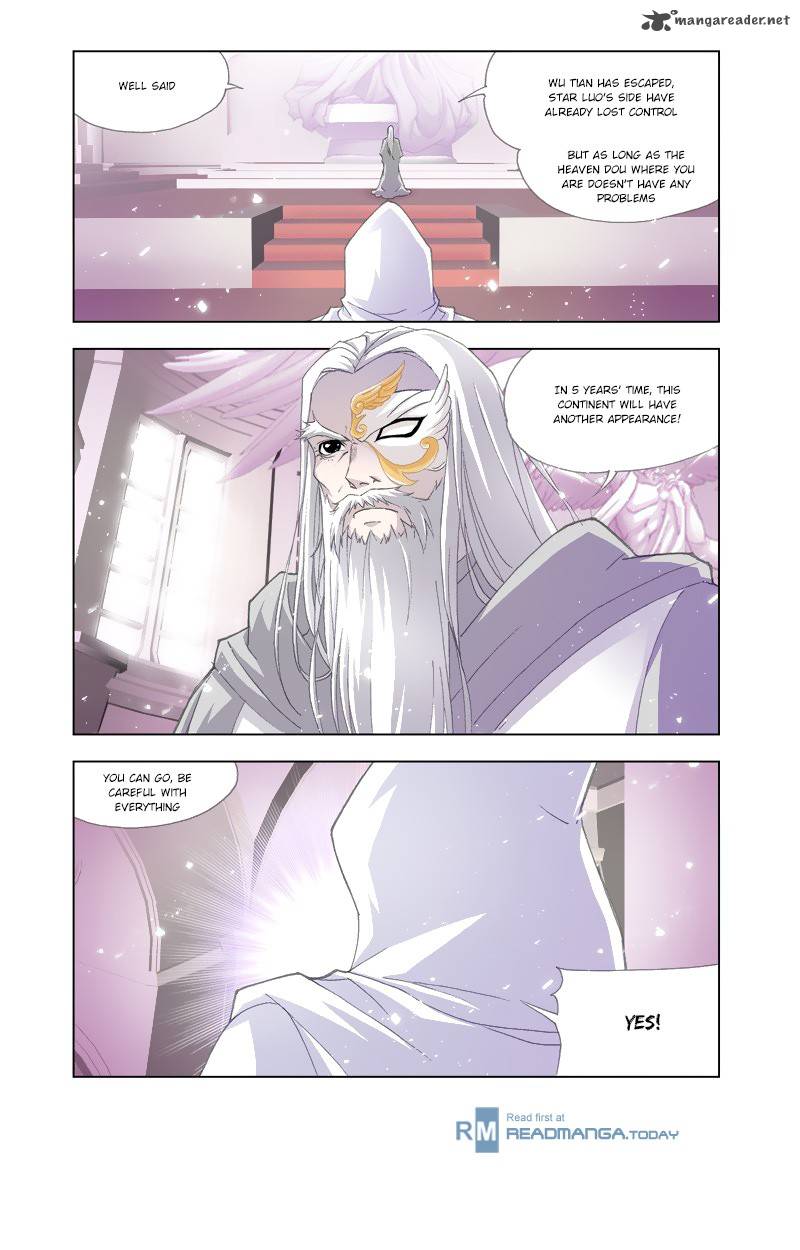 mangareader.net
WELL SAID
WU TIAN HAS ESCAPED,
STAR LUO'S SIDE HAVE
ALREADY LOST CONTROL
BUT AS LONG AS THE
HEAVEN DOU WHERE YOU
ARE DOESN'T HAVE ANY
PROBLEMS
IN 5 YEARS' TIME, THIS
CONTINENT WILL HAVE
ANOTHER APPEARANCE!
YOU CAN GO, BE
CAREFUL WITH
EVERYTHING
YES!
RM
Read first at
READMANGA.TODAY